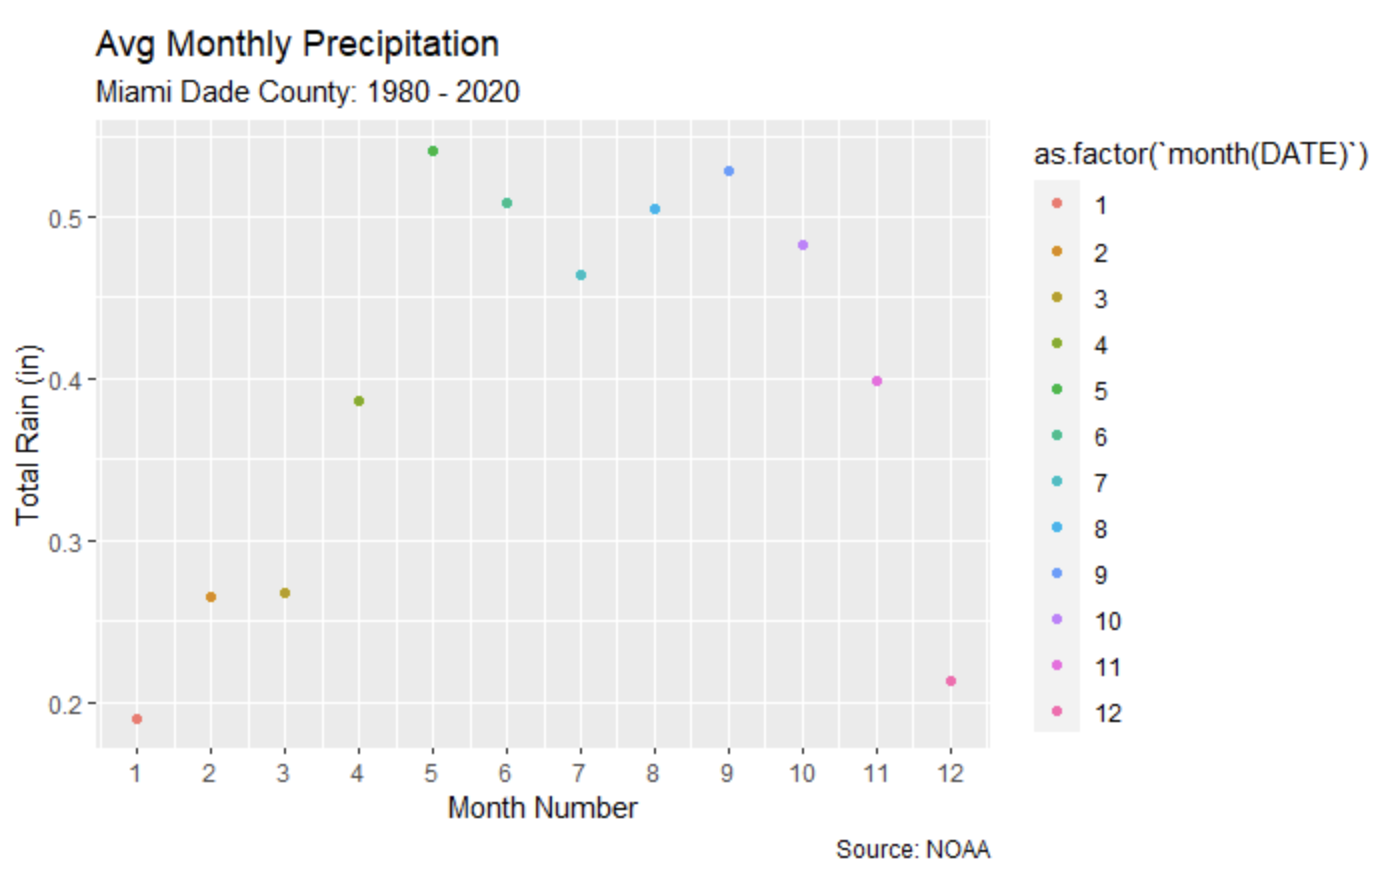 Avg Monthly Precipitation
Miami Dade County: 1980 - 2020
Total Rain (in)
0.5
0.4
0.3
0.2
1 2 3 4 5 6 7 8 9 10 11 12
Month Number
Source: NOAA
as.factor(`month(DATE)`)
1
2
3
4
5
6
7
8
9
10
11
12